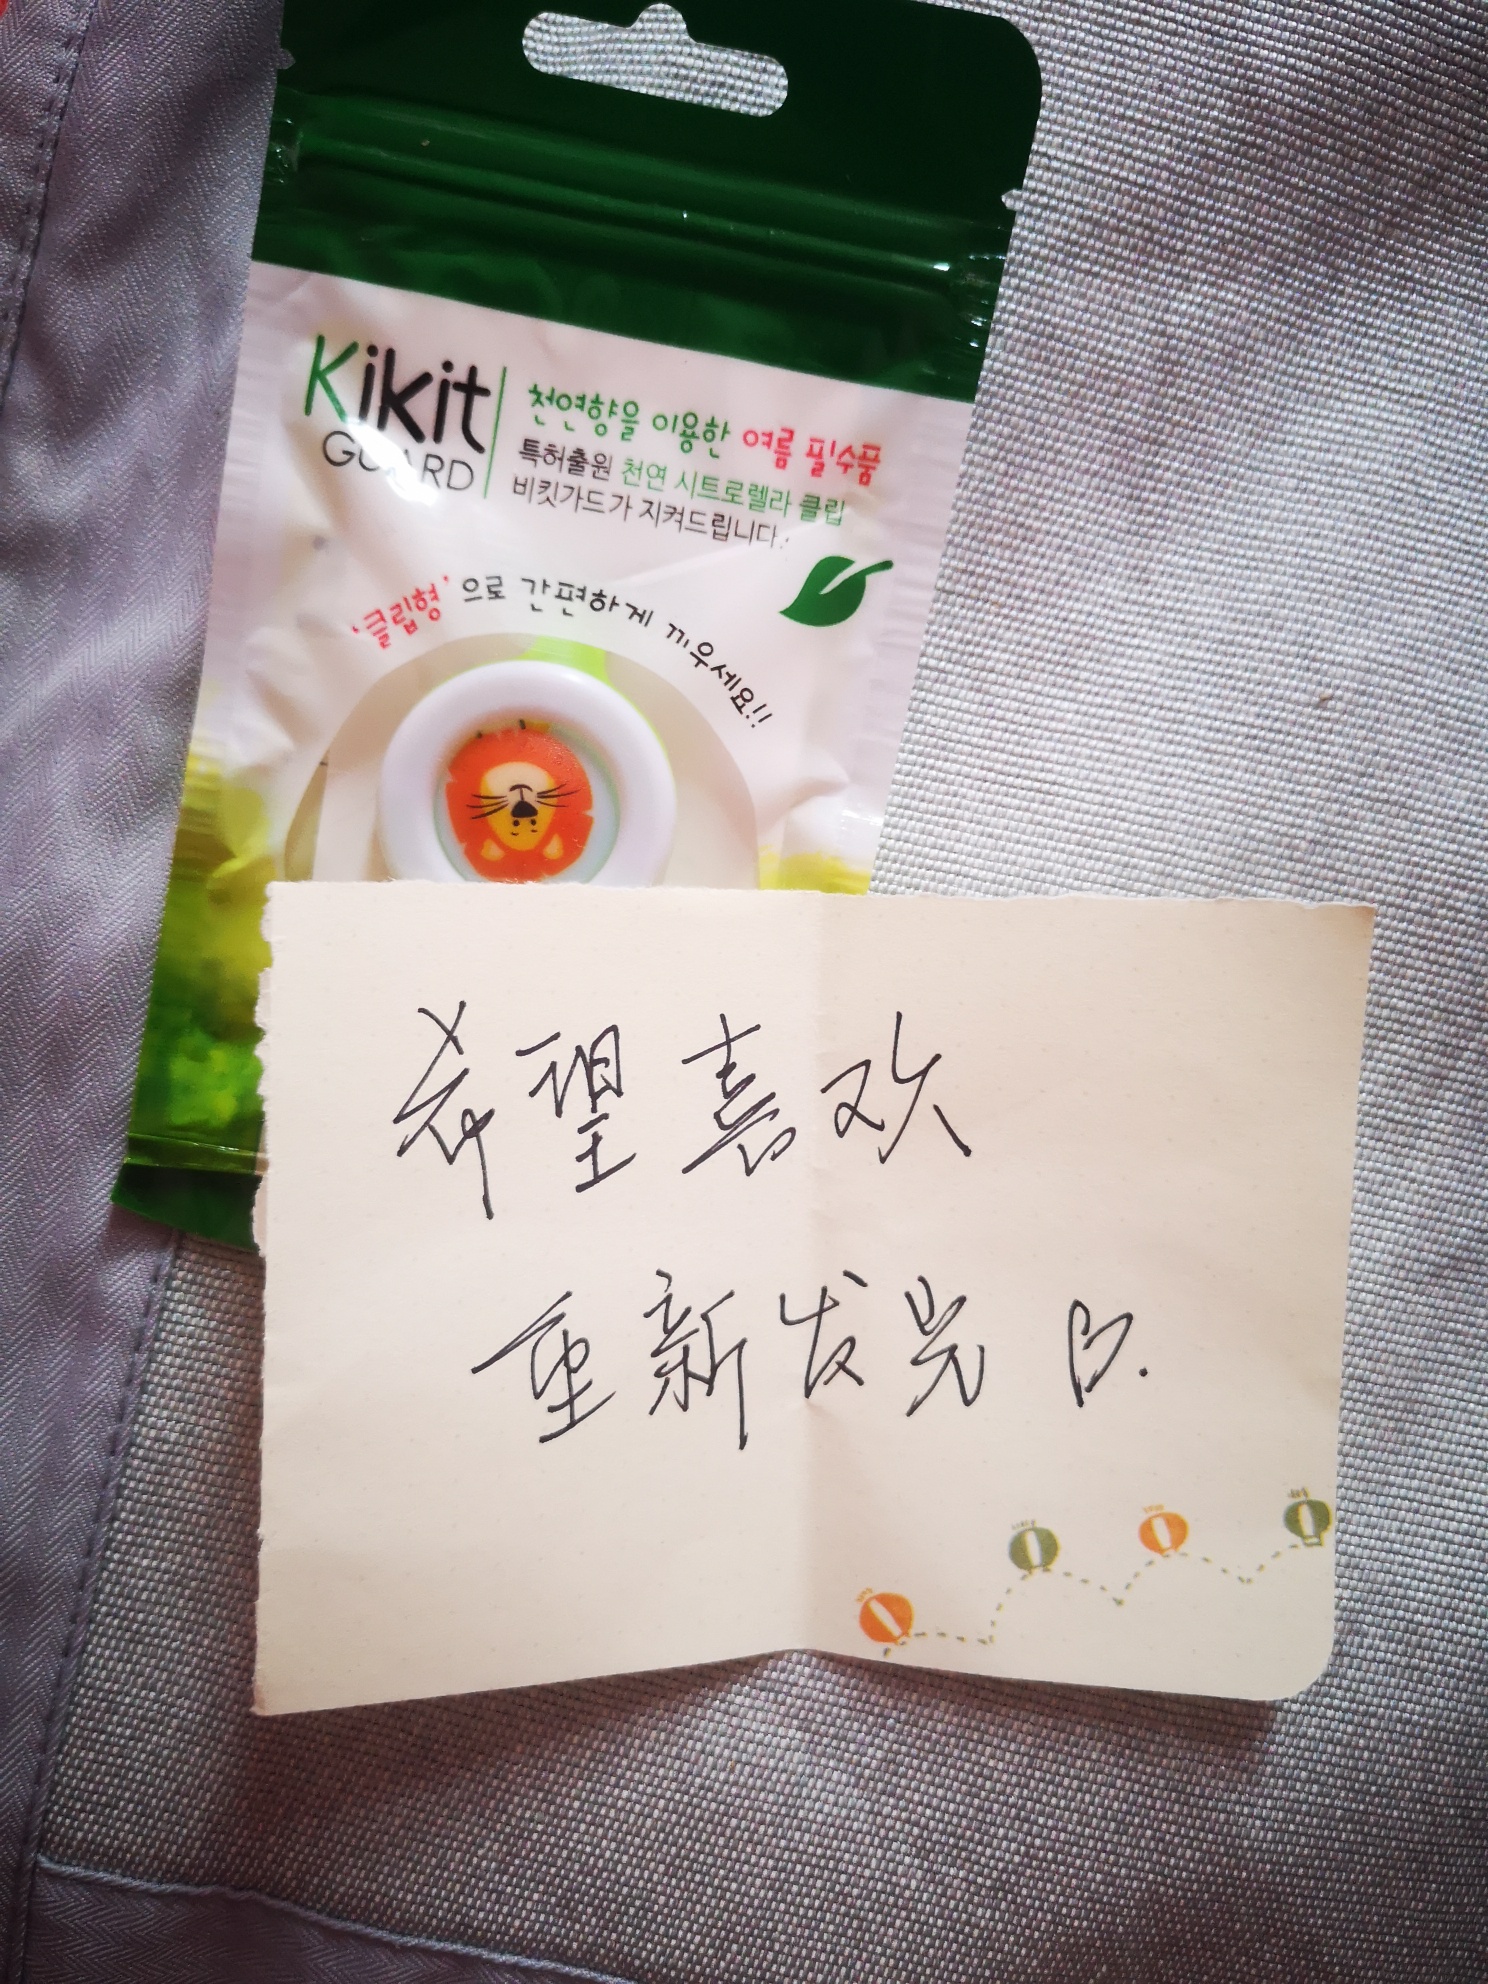 Kikit
GUARD
천연향을 이용한 여름 필수품
특허출원 천연 시트로렐라 클립
비킷가드가 지켜드립니다.
'클립형'으로 간편하게 끼우세요!!
希望喜欢
重新发光